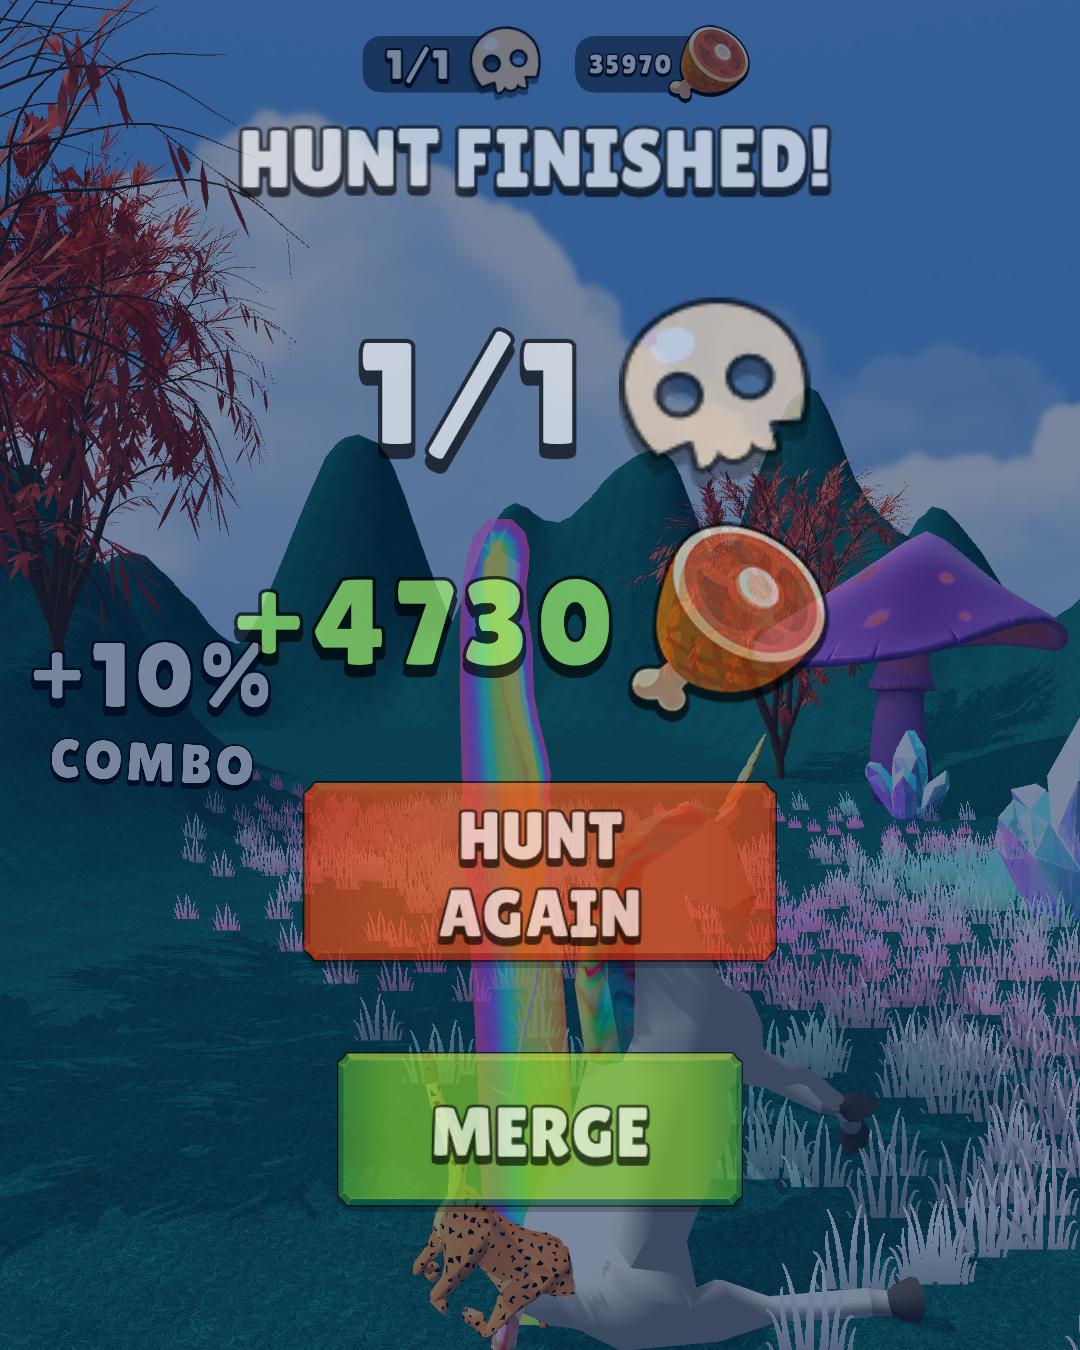 1/1 35970
HUNT FINISHED!
1/1
+4730
+10%
COMBO
HUNT
AGAIN
MERGE